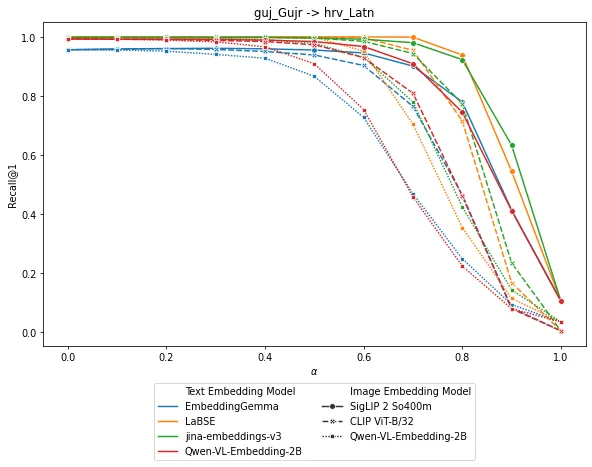 guj_Gujr -> hrv_Latn
Recall@1
1.0
0.8
0.6
0.4
0.2
0.0
0.0 0.2 0.4 0.6 0.8 1.0
α
Text Embedding Model
EmbeddingGemma
LaBSE
jina-embeddings-v3
Qwen-VL-Embedding-2B
Image Embedding Model
SigLIP 2 So400m
CLIP ViT-B/32
Qwen-VL-Embedding-2B